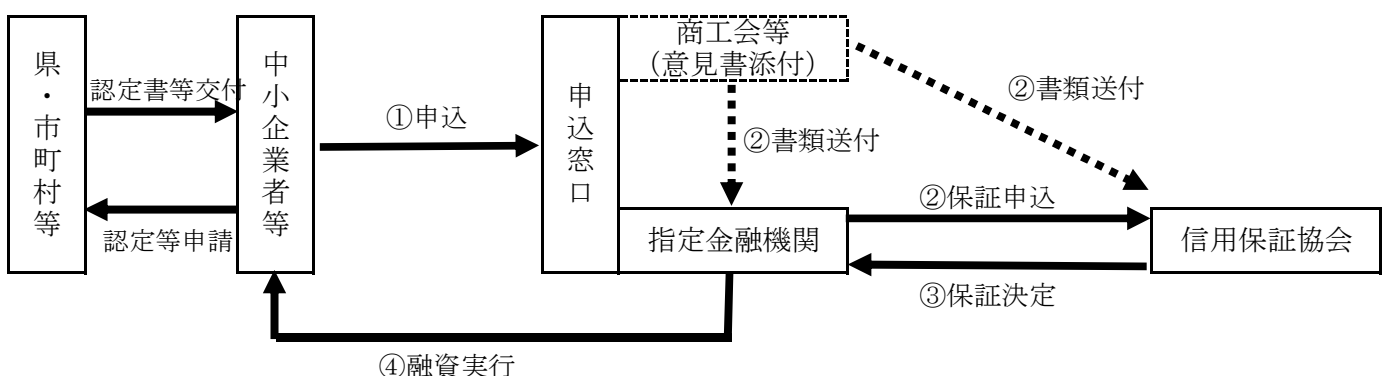 県・市町村等
認定書等交付
認定等申請
中小企業者等
①申込
申込窓口
商工会等
(意見書添付)
②書類送付
②書類送付
指定金融機関
②保証申込
③保証決定
信用保証協会
④融資実行